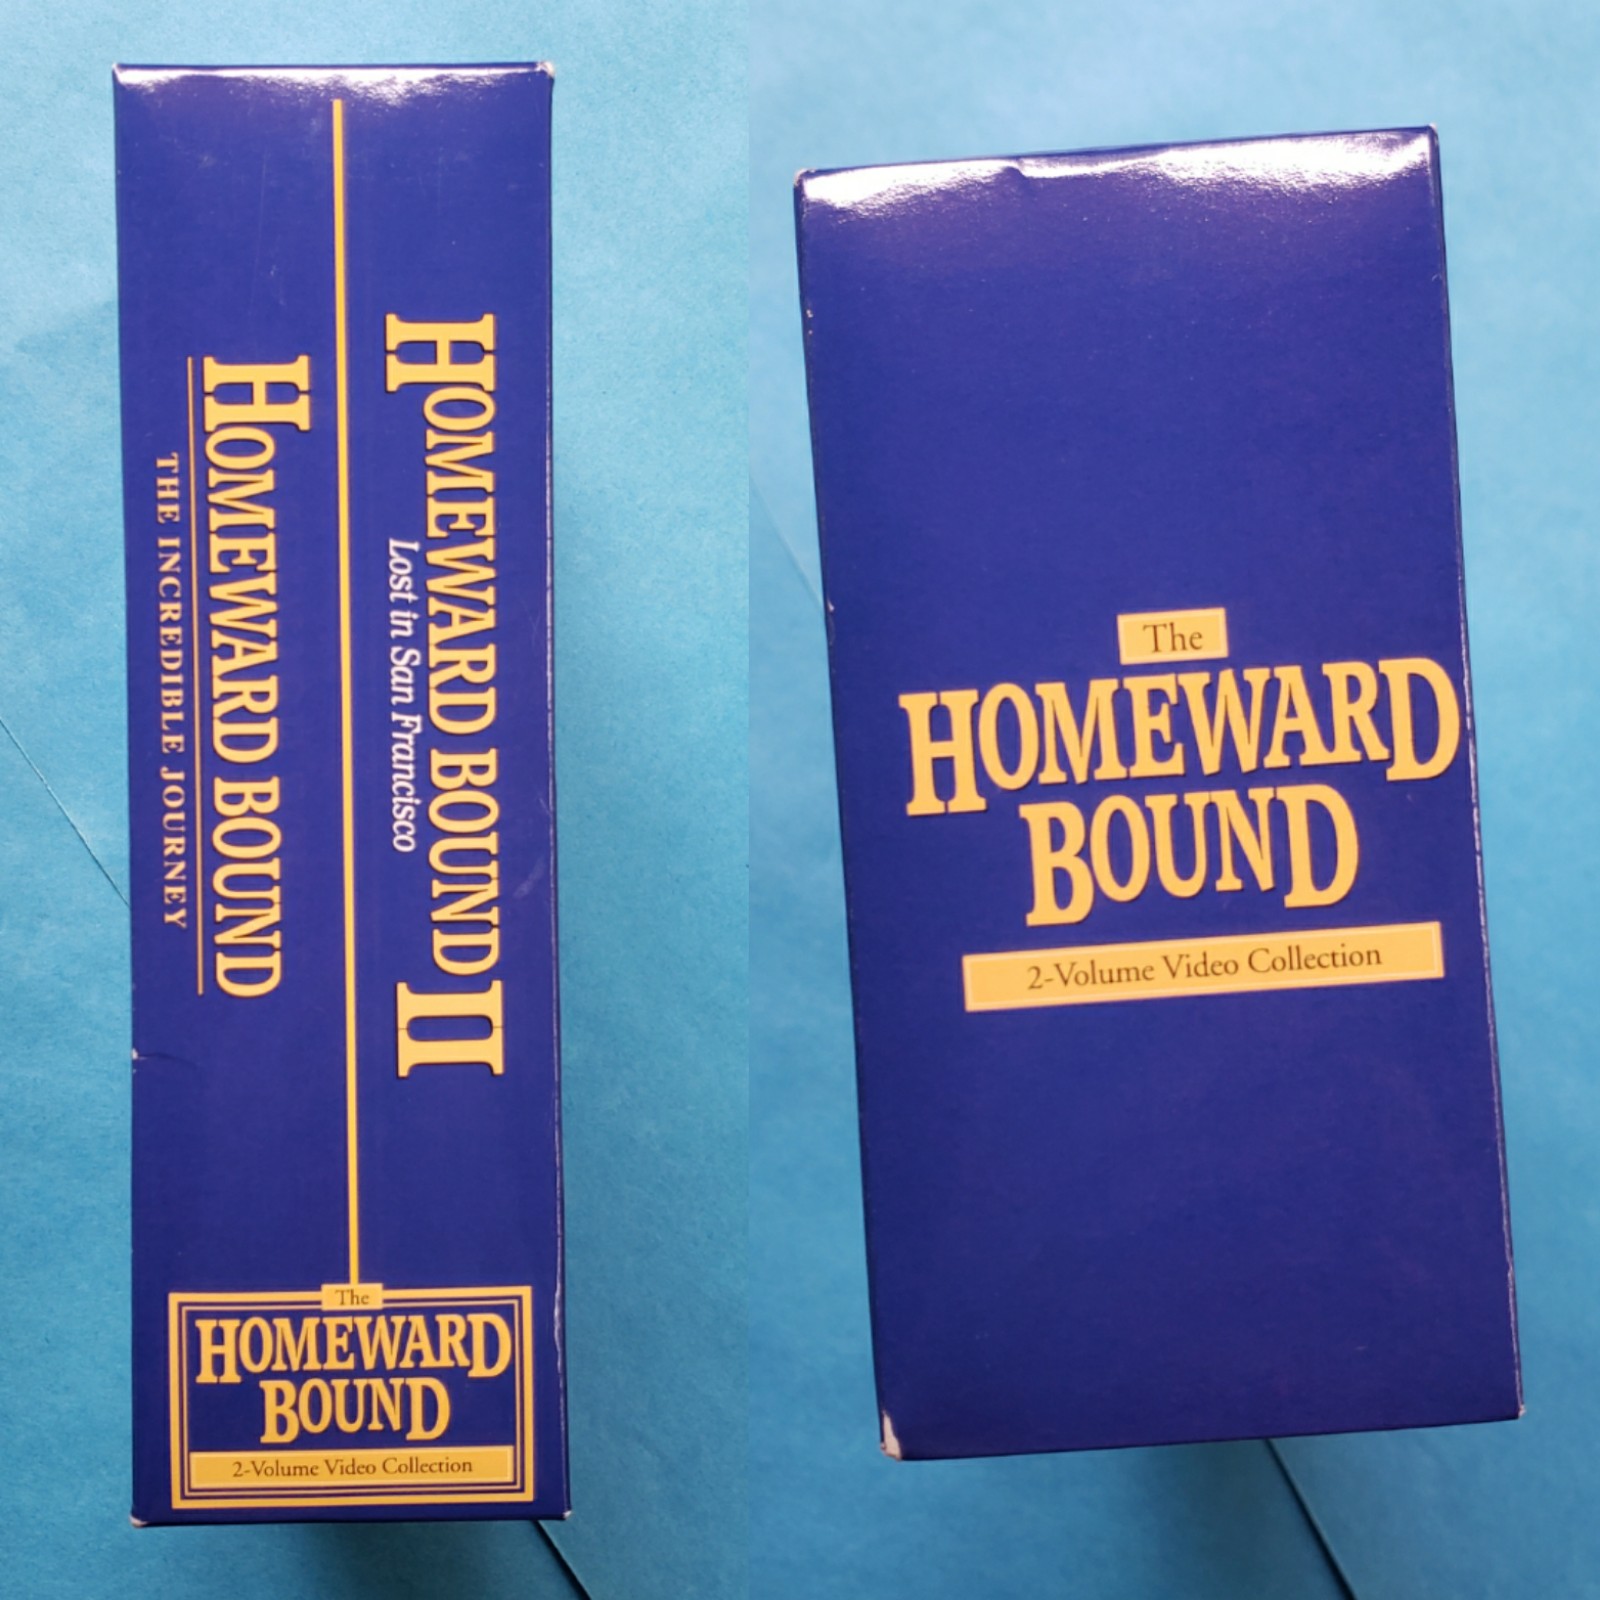 HOMEWARD BOUND II
Lost in San Francisco
HOMEWARD BOUND
THE INCREDIBLE JOURNEY
The
HOMEWARD
BOUND
2-Volume Video Collection
The
HOMEWARD
BOUND
2-Volume Video Collection